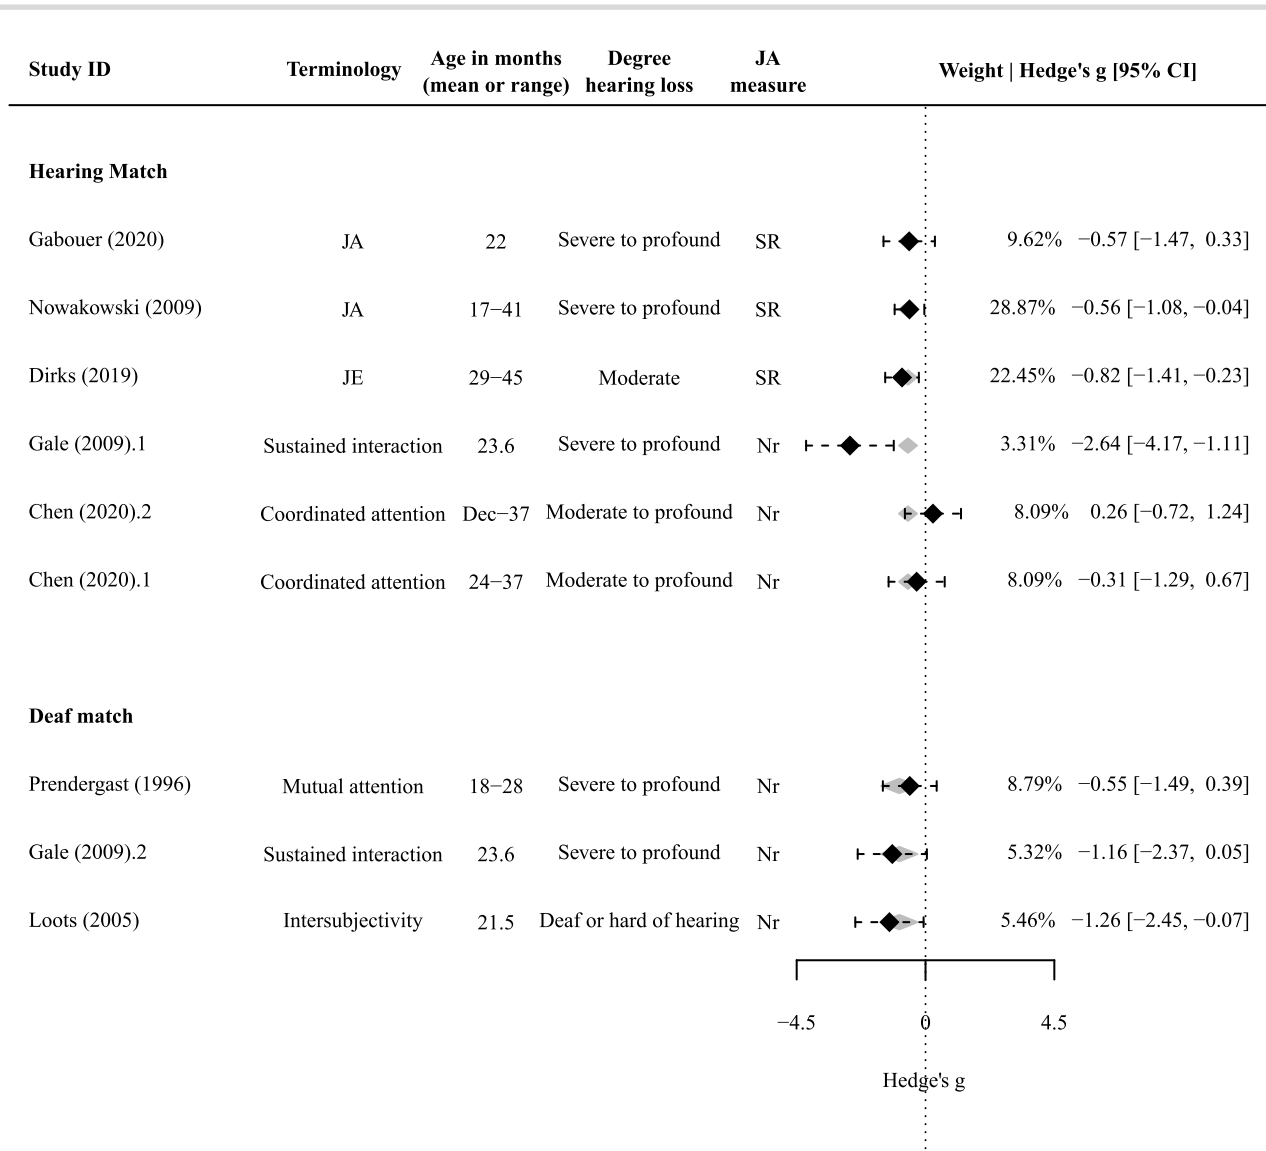 Study ID Terminology Age in months (mean or range) Degree hearing loss JA measure Weight | Hedge's g [95% CI]
Hearing Match
Gabouer (2020) JA 22 Severe to profound SR 9.62% −0.57 [−1.47, 0.33]
Nowakowski (2009) JA 17−41 Severe to profound SR 28.87% −0.56 [−1.08, −0.04]
Dirks (2019) JE 29−45 Moderate SR 22.45% −0.82 [−1.41, −0.23]
Gale (2009).1 Sustained interaction 23.6 Severe to profound Nr 3.31% −2.64 [−4.17, −1.11]
Chen (2020).2 Coordinated attention Dec−37 Moderate to profound Nr 8.09% 0.26 [−0.72, 1.24]
Chen (2020).1 Coordinated attention 24−37 Moderate to profound Nr 8.09% −0.31 [−1.29, 0.67]
Deaf match
Prendergast (1996) Mutual attention 18−28 Severe to profound Nr 8.79% −0.55 [−1.49, 0.39]
Gale (2009).2 Sustained interaction 23.6 Severe to profound Nr 5.32% −1.16 [−2.37, 0.05]
Loots (2005) Intersubjectivity 21.5 Deaf or hard of hearing Nr 5.46% −1.26 [−2.45, −0.07]
−4.5 0 4.5
Hedge's g